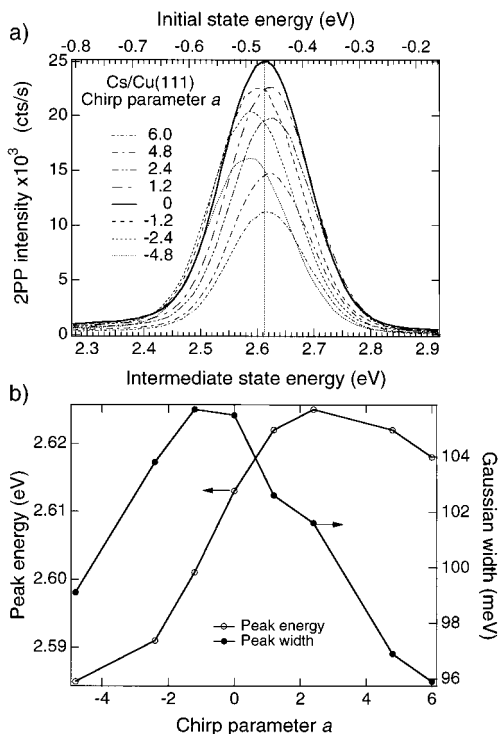 a)
Initial state energy (eV)
-0.8 -0.7 -0.6 -0.5 -0.4 -0.3 -0.2
Cs/Cu(111)
Chirp parameter a
6.0
4.8
2.4
1.2
0
-1.2
-2.4
-4.8
2PP intensity x10³ (cts/s)
25
20
15
10
5
0
2.3 2.4 2.5 2.6 2.7 2.8 2.9
Intermediate state energy (eV)
b)
Peak energy (eV)
2.62
2.61
2.60
2.59
Peak energy
Peak width
104
102
100
98
96
Gaussian width (meV)
-4 -2 0 2 4 6
Chirp parameter a